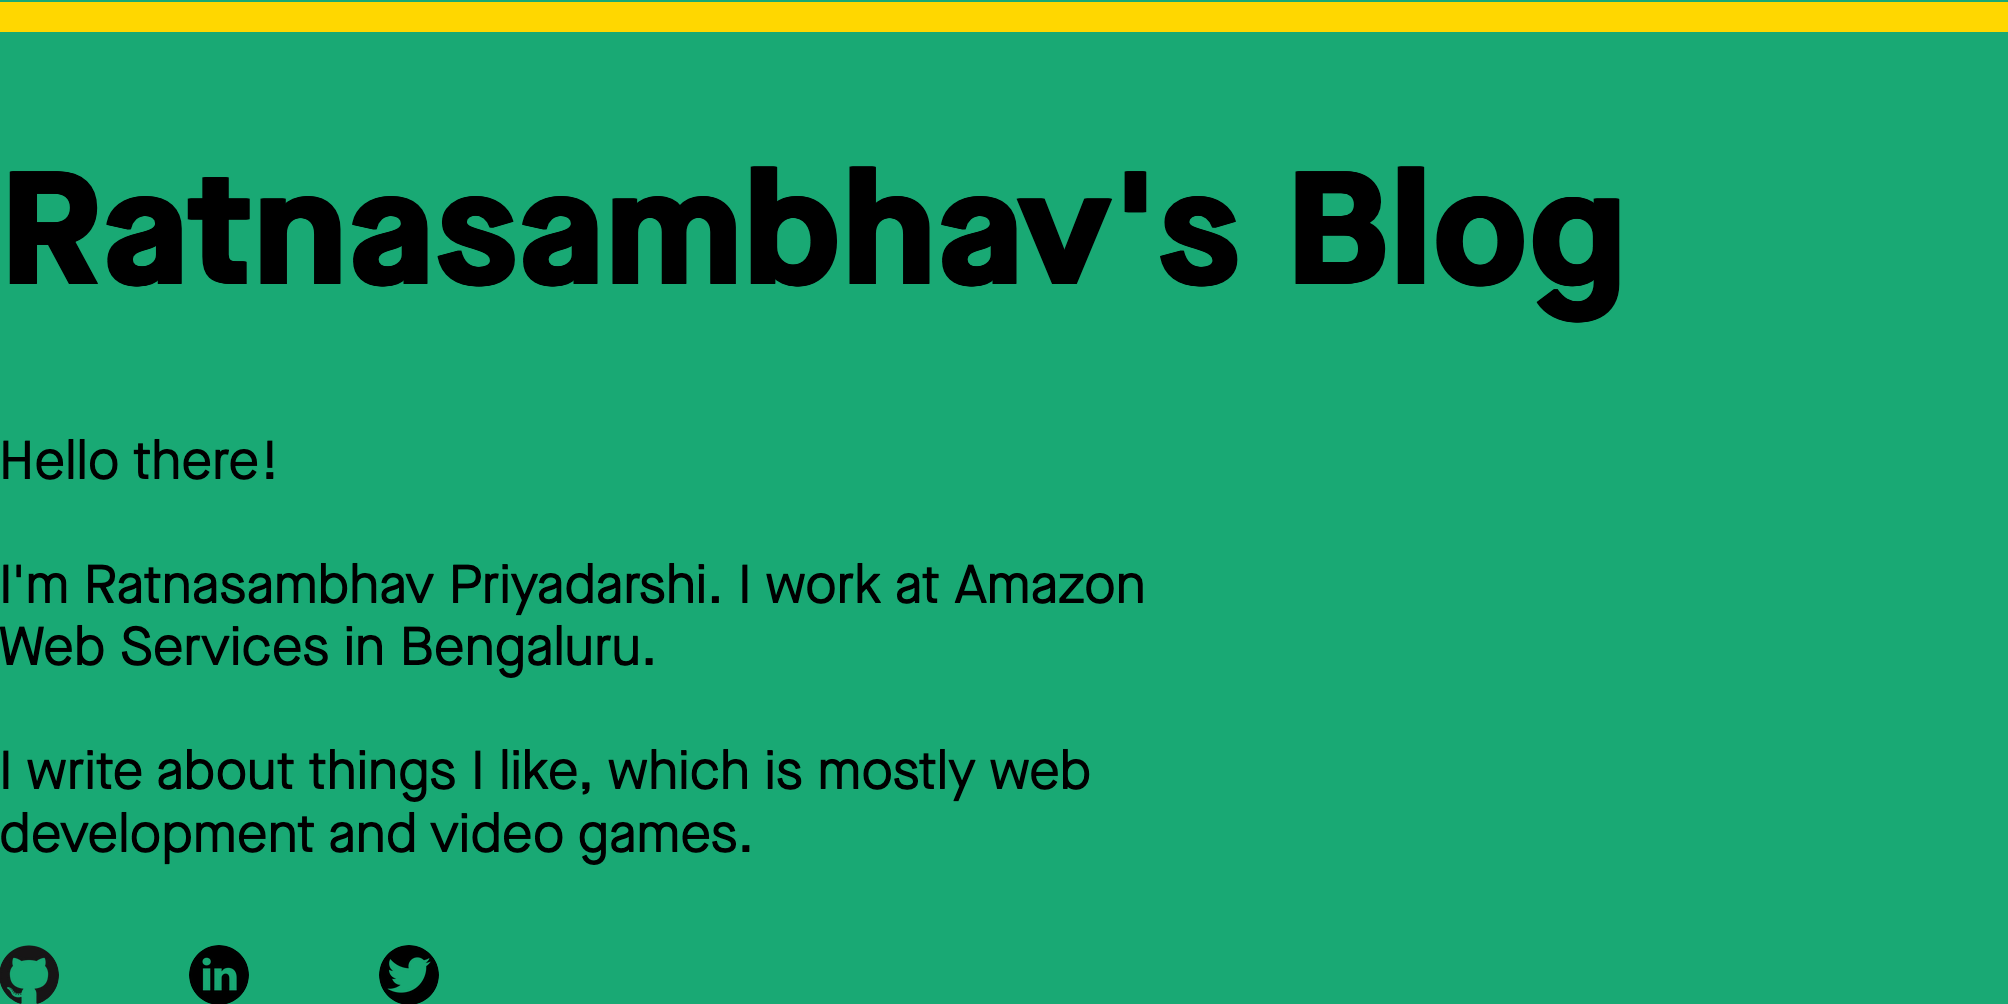 Ratnasambhav's Blog
Hello there!
I'm Ratnasambhav Priyadarshi. I work at Amazon
Web Services in Bengaluru.
I write about things I like, which is mostly web
development and video games.
in